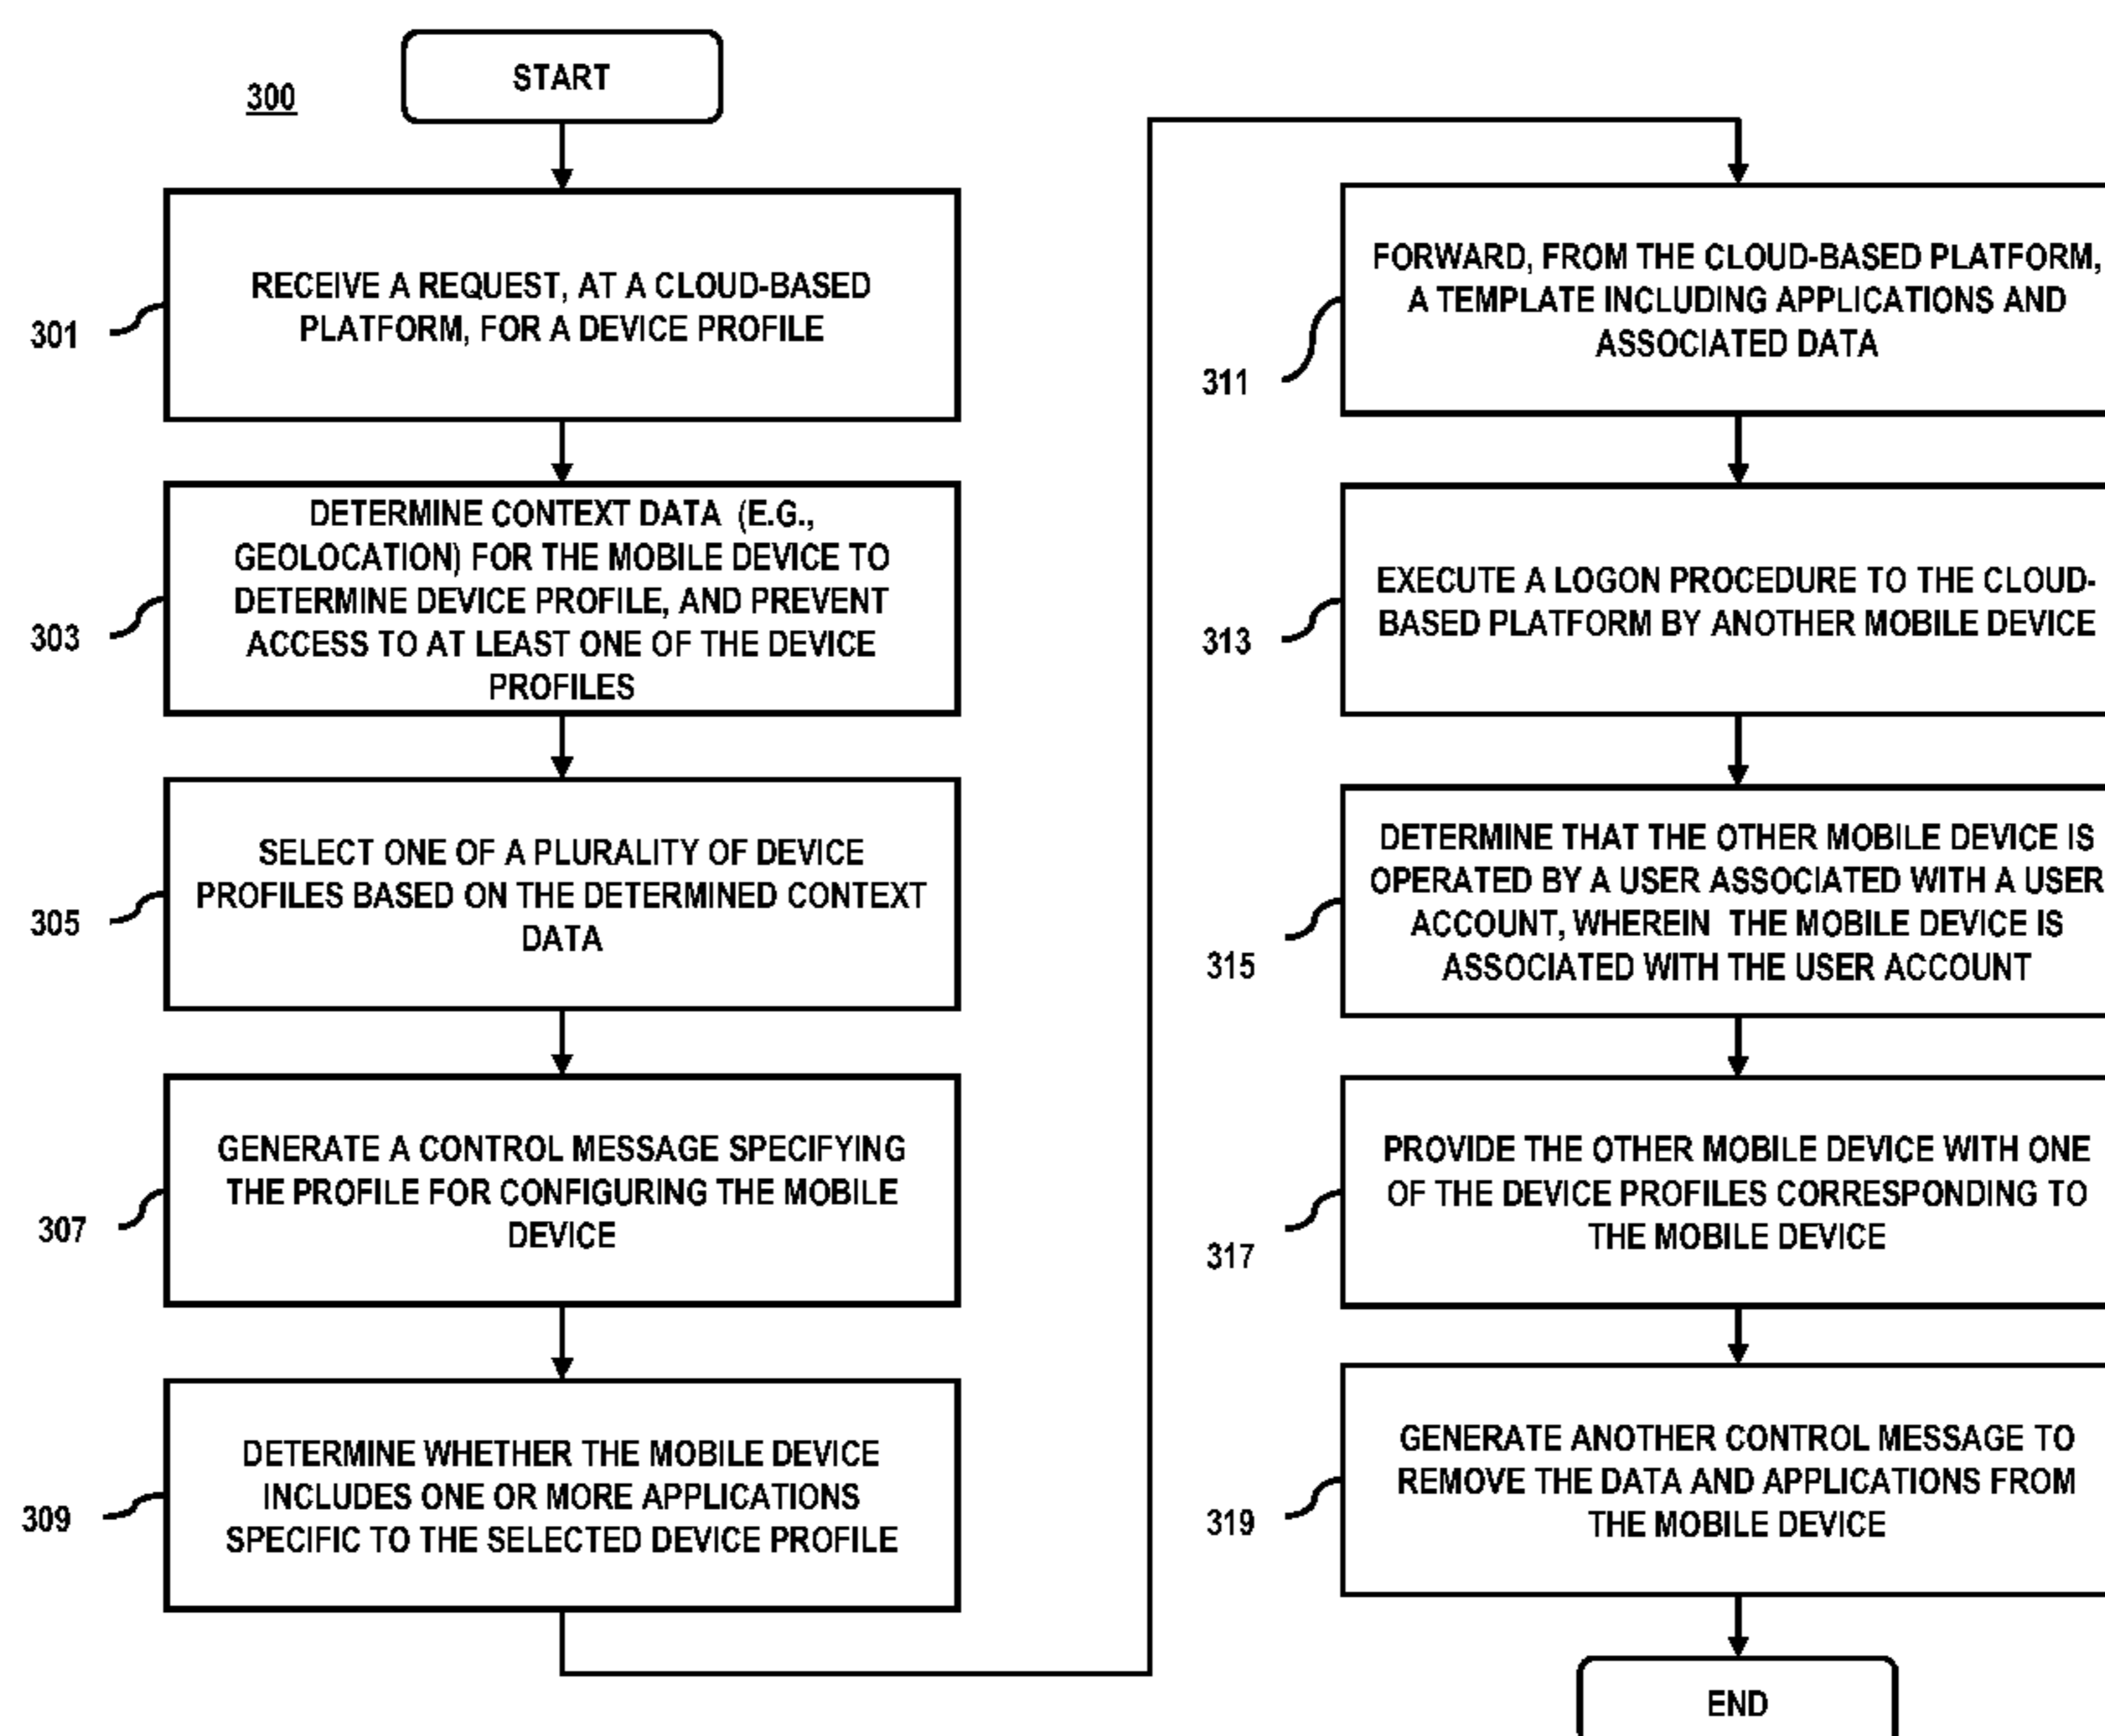 300
START
301
RECEIVE A REQUEST, AT A CLOUD-BASED
PLATFORM, FOR A DEVICE PROFILE
303
DETERMINE CONTEXT DATA (E.G.,
GEOLOCATION) FOR THE MOBILE DEVICE TO
DETERMINE DEVICE PROFILE, AND PREVENT
ACCESS TO AT LEAST ONE OF THE DEVICE
PROFILES
305
SELECT ONE OF A PLURALITY OF DEVICE
PROFILES BASED ON THE DETERMINED CONTEXT
DATA
307
GENERATE A CONTROL MESSAGE SPECIFYING
THE PROFILE FOR CONFIGURING THE MOBILE
DEVICE
309
DETERMINE WHETHER THE MOBILE DEVICE
INCLUDES ONE OR MORE APPLICATIONS
SPECIFIC TO THE SELECTED DEVICE PROFILE
311
FORWARD, FROM THE CLOUD-BASED PLATFORM,
A TEMPLATE INCLUDING APPLICATIONS AND
ASSOCIATED DATA
313
EXECUTE A LOGON PROCEDURE TO THE CLOUD-
BASED PLATFORM BY ANOTHER MOBILE DEVICE
315
DETERMINE THAT THE OTHER MOBILE DEVICE IS
OPERATED BY A USER ASSOCIATED WITH A USER
ACCOUNT, WHEREIN THE MOBILE DEVICE IS
ASSOCIATED WITH THE USER ACCOUNT
317
PROVIDE THE OTHER MOBILE DEVICE WITH ONE
OF THE DEVICE PROFILES CORRESPONDING TO
THE MOBILE DEVICE
319
GENERATE ANOTHER CONTROL MESSAGE TO
REMOVE THE DATA AND APPLICATIONS FROM
THE MOBILE DEVICE
END